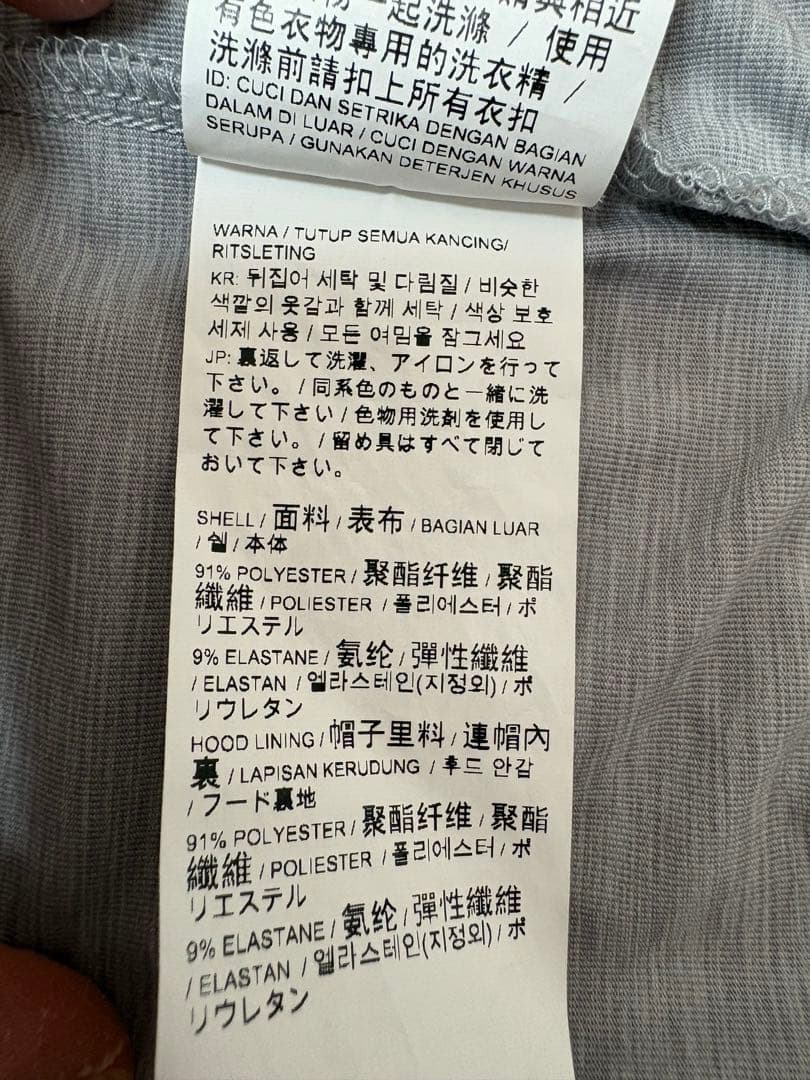 起洗滌 / 使用
有色衣物專用的洗衣精 /
洗滌前請扣上所有衣扣
ID: CUCI DAN SETRIKA DENGAN BAGIAN
DALAM DI LUAR / CUCI DENGAN WARNA
SERUPA / GUNAKAN DETERJEN KHUSUS
WARNA / TUTUP SEMUA KANCING/
RITSLETING
KR: 뒤집어 세탁 및 다림질 / 비슷한
색깔의 옷감과 함께 세탁 / 색상 보호
세제 사용 / 모든 여밈을 잠그세요
JP: 裏返して洗濯、アイロンを行って
下さい。 / 同系色のものと一緒に洗
濯して下さい / 色物用洗剤を使用し
て下さい。 / 留め具はすべて閉じて
おいて下さい。
SHELL / 面料 / 表布 / BAGIAN LUAR
/ 쉘 / 本体
91% POLYESTER / 聚酯纤维 / 聚酯
纖維 / POLIESTER / 폴리에스터 / ポ
リエステル
9% ELASTANE / 氨纶 / 彈性纖維
/ ELASTAN / 엘라스테인(지정외) / ポ
リウレタン
HOOD LINING / 帽子里料 / 連帽內
裏 / LAPISAN KERUDUNG / 후드 안감
/ フード裏地
91% POLYESTER / 聚酯纤维 / 聚酯
纖維 / POLIESTER / 폴리에스터 / ポ
リエステル
9% ELASTANE / 氨纶 / 彈性纖維
/ ELASTAN / 엘라스테인(지정외) / ポ
リウレタン